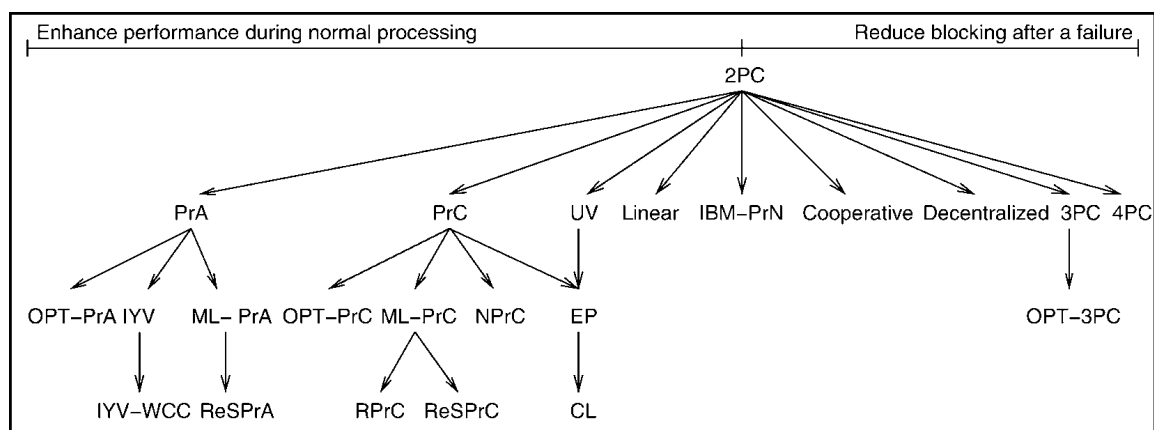 Enhance performance during normal processing Reduce blocking after a failure
2PC
PrA PrC UV Linear IBM–PrN Cooperative Decentralized 3PC 4PC
OPT–PrA IYV ML– PrA OPT–PrC ML–PrC NPrC EP OPT–3PC
IYV–WCC ReSPrA RPrC ReSPrC CL